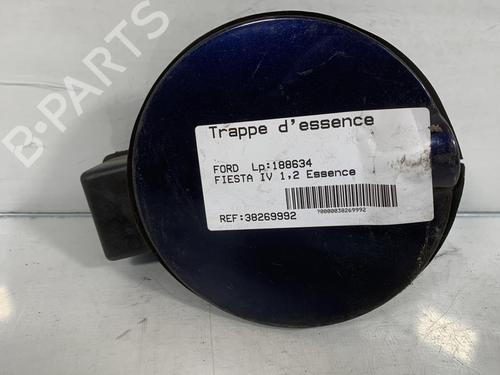 B-PARTS
Trappe d'essence
FORD Lp:188634
FIESTA IV 1,2 Essence
70000038269992
REF:38269992